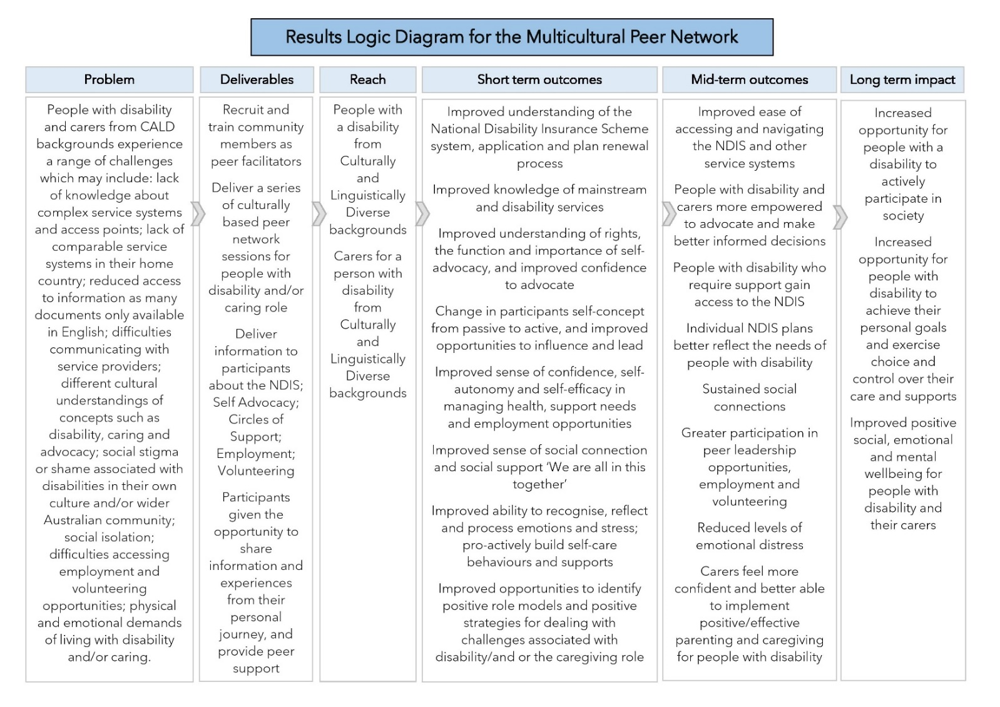 Results Logic Diagram for the Multicultural Peer Network
Problem
People with disability
and carers from CALD
backgrounds experience
a range of challenges
which may include: lack
of knowledge about
complex service systems
and access points; lack of
comparable service
systems in their home
country; reduced access
to information as many
documents only available
in English; difficulties
communicating with
service providers;
different cultural
understandings of
concepts such as
disability, caring and
advocacy; social stigma
or shame associated with
disabilities in their own
culture and/or wider
Australian community;
social isolation;
difficulties accessing
employment and
volunteering
opportunities; physical
and emotional demands
of living with disability
and/or caring.
Deliverables
Recruit and
train community
members as
peer facilitators
Deliver a series
of culturally
based peer
network
sessions for
people with
disability and/or
caring role
Deliver
information to
participants
about the NDIS;
Self Advocacy;
Circles of
Support;
Employment;
Volunteering
Participants
given the
opportunity to
share
information and
experiences
from their
personal
journey, and
provide peer
support
Reach
People with
a disability
from
Culturally
and
Linguistically
Diverse
backgrounds
Carers for a
person with
disability
from
Culturally
and
Linguistically
Diverse
backgrounds
Short term outcomes
Improved understanding of the
National Disability Insurance Scheme
system, application and plan renewal
process
Improved knowledge of mainstream
and disability services
Improved understanding of rights,
the function and importance of self-
advocacy, and improved confidence
to advocate
Change in participants self-concept
from passive to active, and improved
opportunities to influence and lead
Improved sense of confidence, self-
autonomy and self-efficacy in
managing health, support needs
and employment opportunities
Improved sense of social connection
and social support ‘We are all in this
together’
Improved ability to recognise, reflect
and process emotions and stress;
pro-actively build self-care
behaviours and supports
Improved opportunities to identify
positive role models and positive
strategies for dealing with
challenges associated with
disability/and or the caregiving role
Mid-term outcomes
Improved ease of
accessing and navigating
the NDIS and other
service systems
People with disability and
carers more empowered
to advocate and make
better informed decisions
People with disability who
require support gain
access to the NDIS
Individual NDIS plans
better reflect the needs of
people with disability
Sustained social
connections
Greater participation in
peer leadership
opportunities,
employment and
volunteering
Reduced levels of
emotional distress
Carers feel more
confident and better able
to implement
positive/effective
parenting and caregiving
for people with disability
Long term impact
Increased
opportunity for
people with a
disability to
actively
participate in
society
Increased
opportunity for
people with
disability to
achieve their
personal goals
and exercise
choice and
control over their
care and supports
Improved positive
social, emotional
and mental
wellbeing for
people with
disability and
their carers